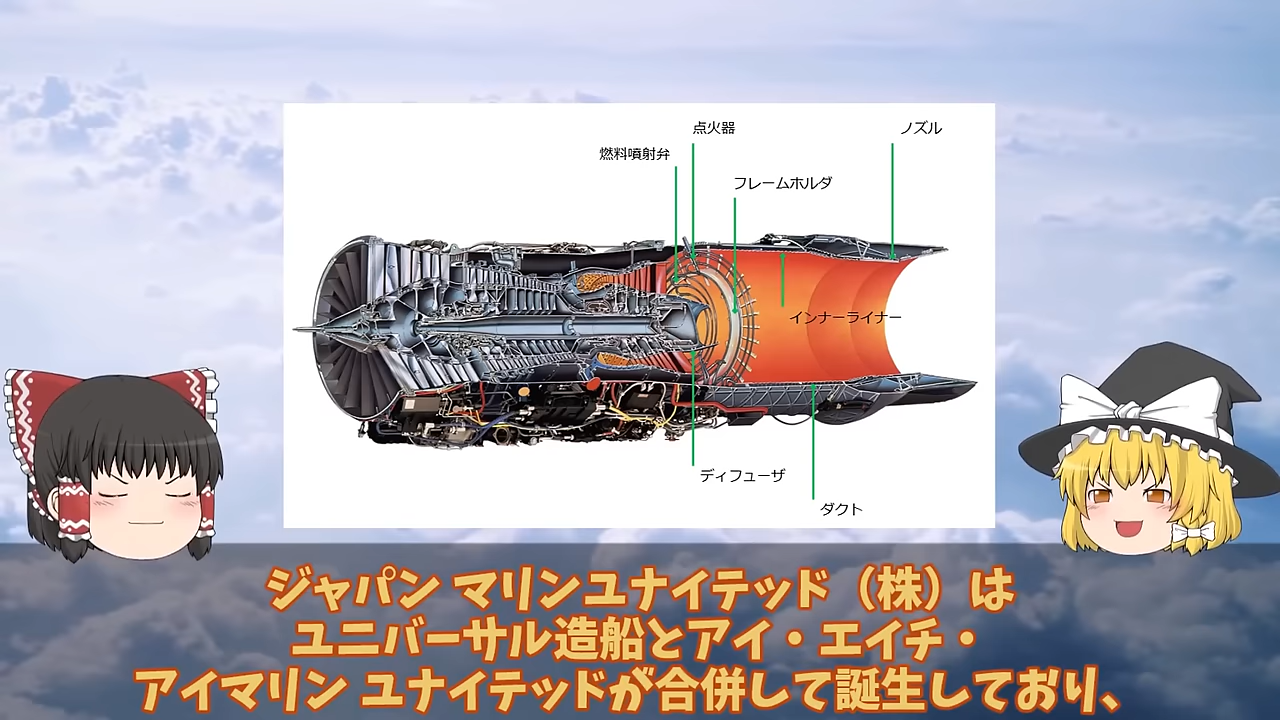 点火器
ノズル
燃料噴射弁
フレームホルダ
インナーライナー
ディフューザ
ダクト
ジャパン マリンユナイテッド（株）は
ユニバーサル造船とアイ・エイチ・
アイマリン ユナイテッドが合併して誕生しており、